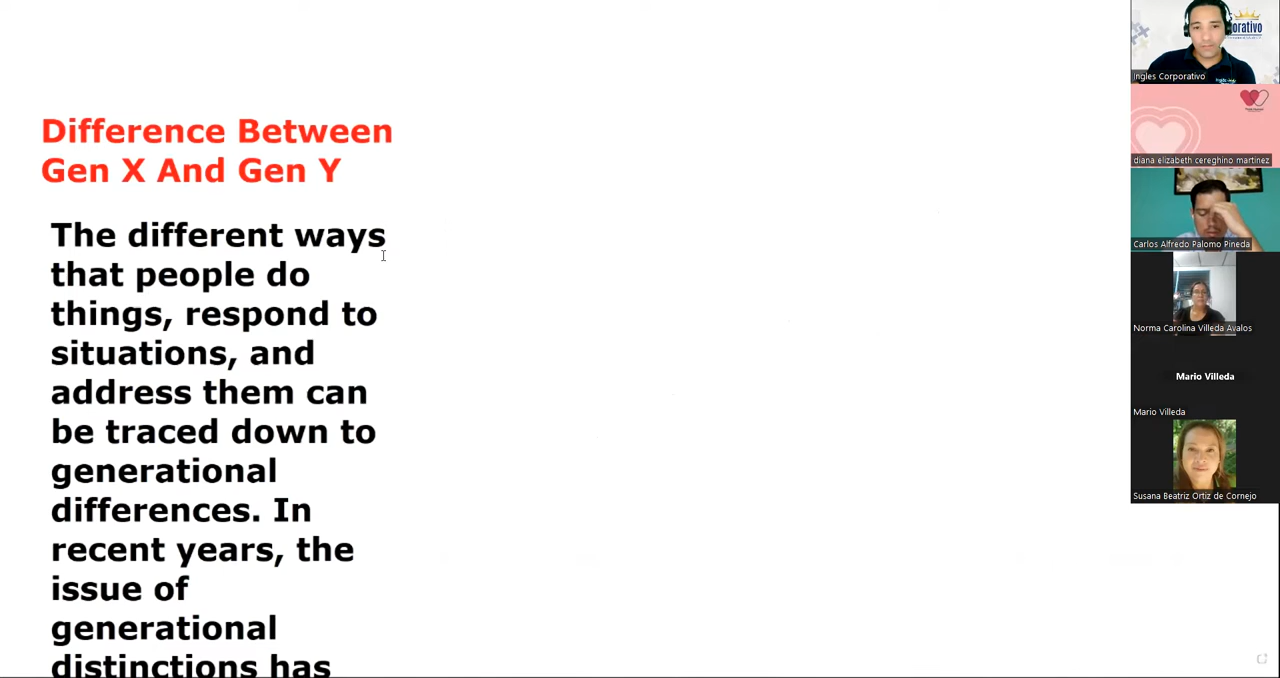 Difference Between
Gen X And Gen Y
The different ways
that people do
things, respond to
situations, and
address them can
be traced down to
generational
differences. In
recent years, the
issue of
generational
distinctions has
orativo
Ingles Corporativo
diana elizabeth cereghino martinez
Carlos Alfredo Palomo Pineda
Norma Carolina Villeda Avalos
Mario Villeda
Mario Villeda
Susana Beatriz Ortiz de Cornejo